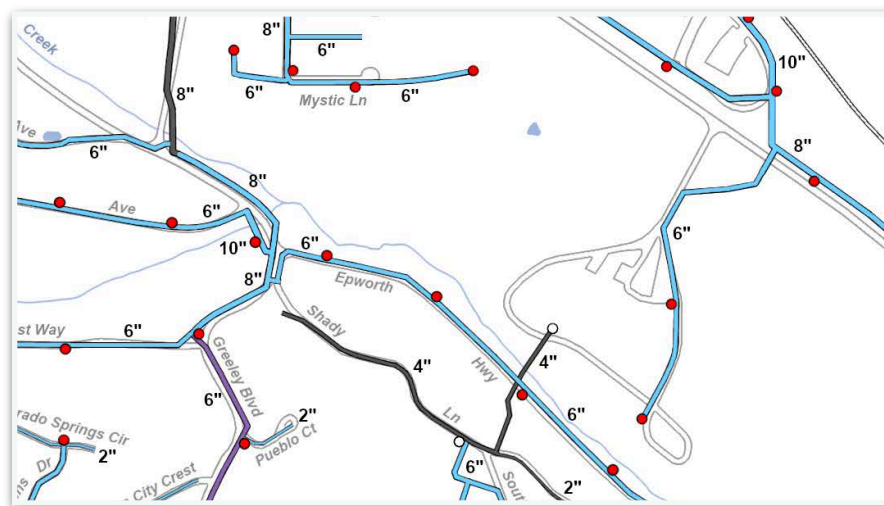 Creek
8"
6"
10"
6"
Mystic Ln
6"
8"
Ave
6"
8"
8"
Ave
6"
6"
10"
6"
8"
Epworth
st Way
6"
Shady
Hwy
4"
4"
Greeley Blvd
6"
Ln
6"
rado Springs Cir
2"
Pueblo Ct
2"
Dr
City Crest
6"
Sout
2"